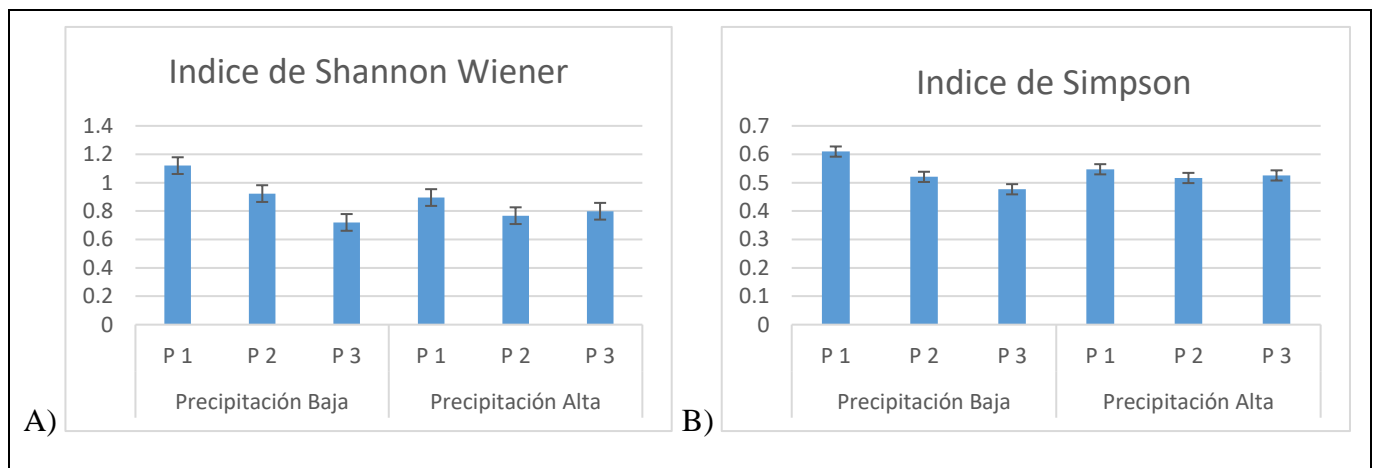 Indice de Shannon Wiener
1.4
1.2
1
0.8
0.6
0.4
0.2
0
P 1 P 2 P 3 P 1 P 2 P 3
Precipitación Baja Precipitación Alta
A)
Indice de Simpson
0.7
0.6
0.5
0.4
0.3
0.2
0.1
0
P 1 P 2 P 3 P 1 P 2 P 3
Precipitación Baja Precipitación Alta
B)